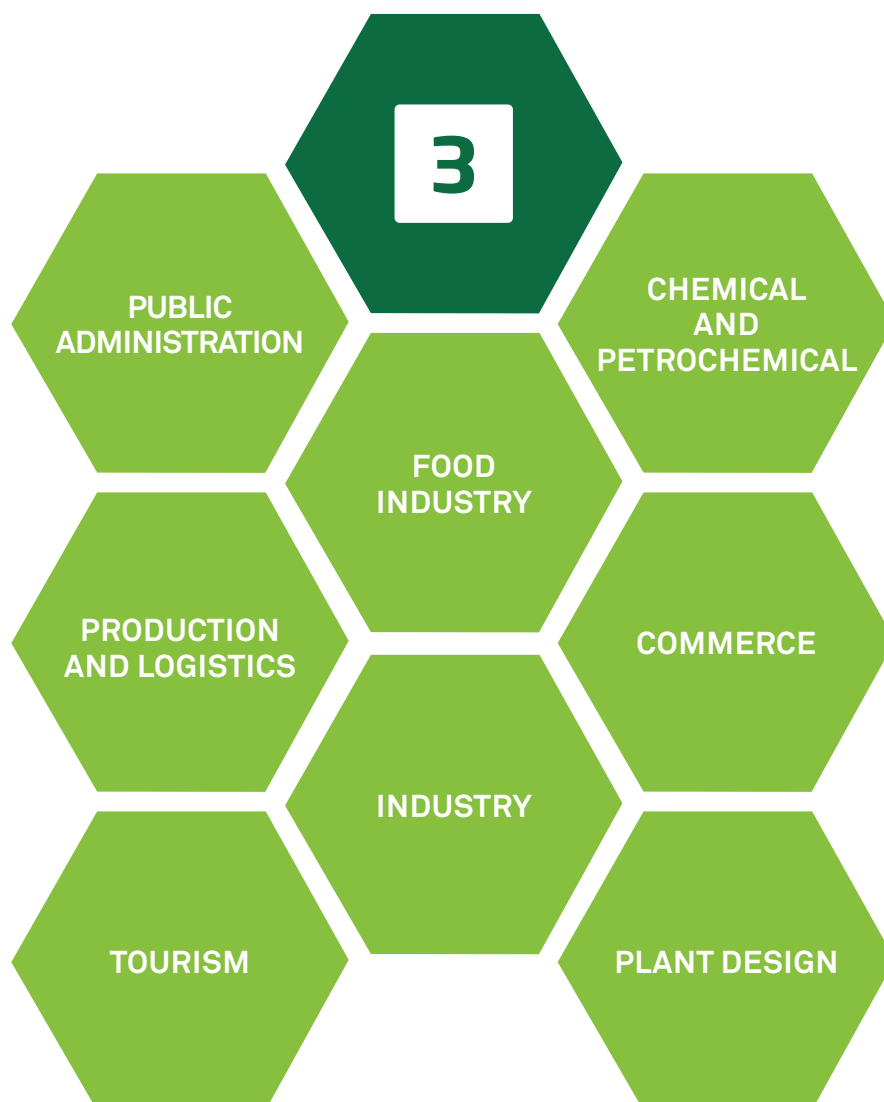 3
PUBLIC
ADMINISTRATION
CHEMICAL
AND
PETROCHEMICAL
FOOD
INDUSTRY
PRODUCTION
AND LOGISTICS
COMMERCE
INDUSTRY
TOURISM
PLANT DESIGN